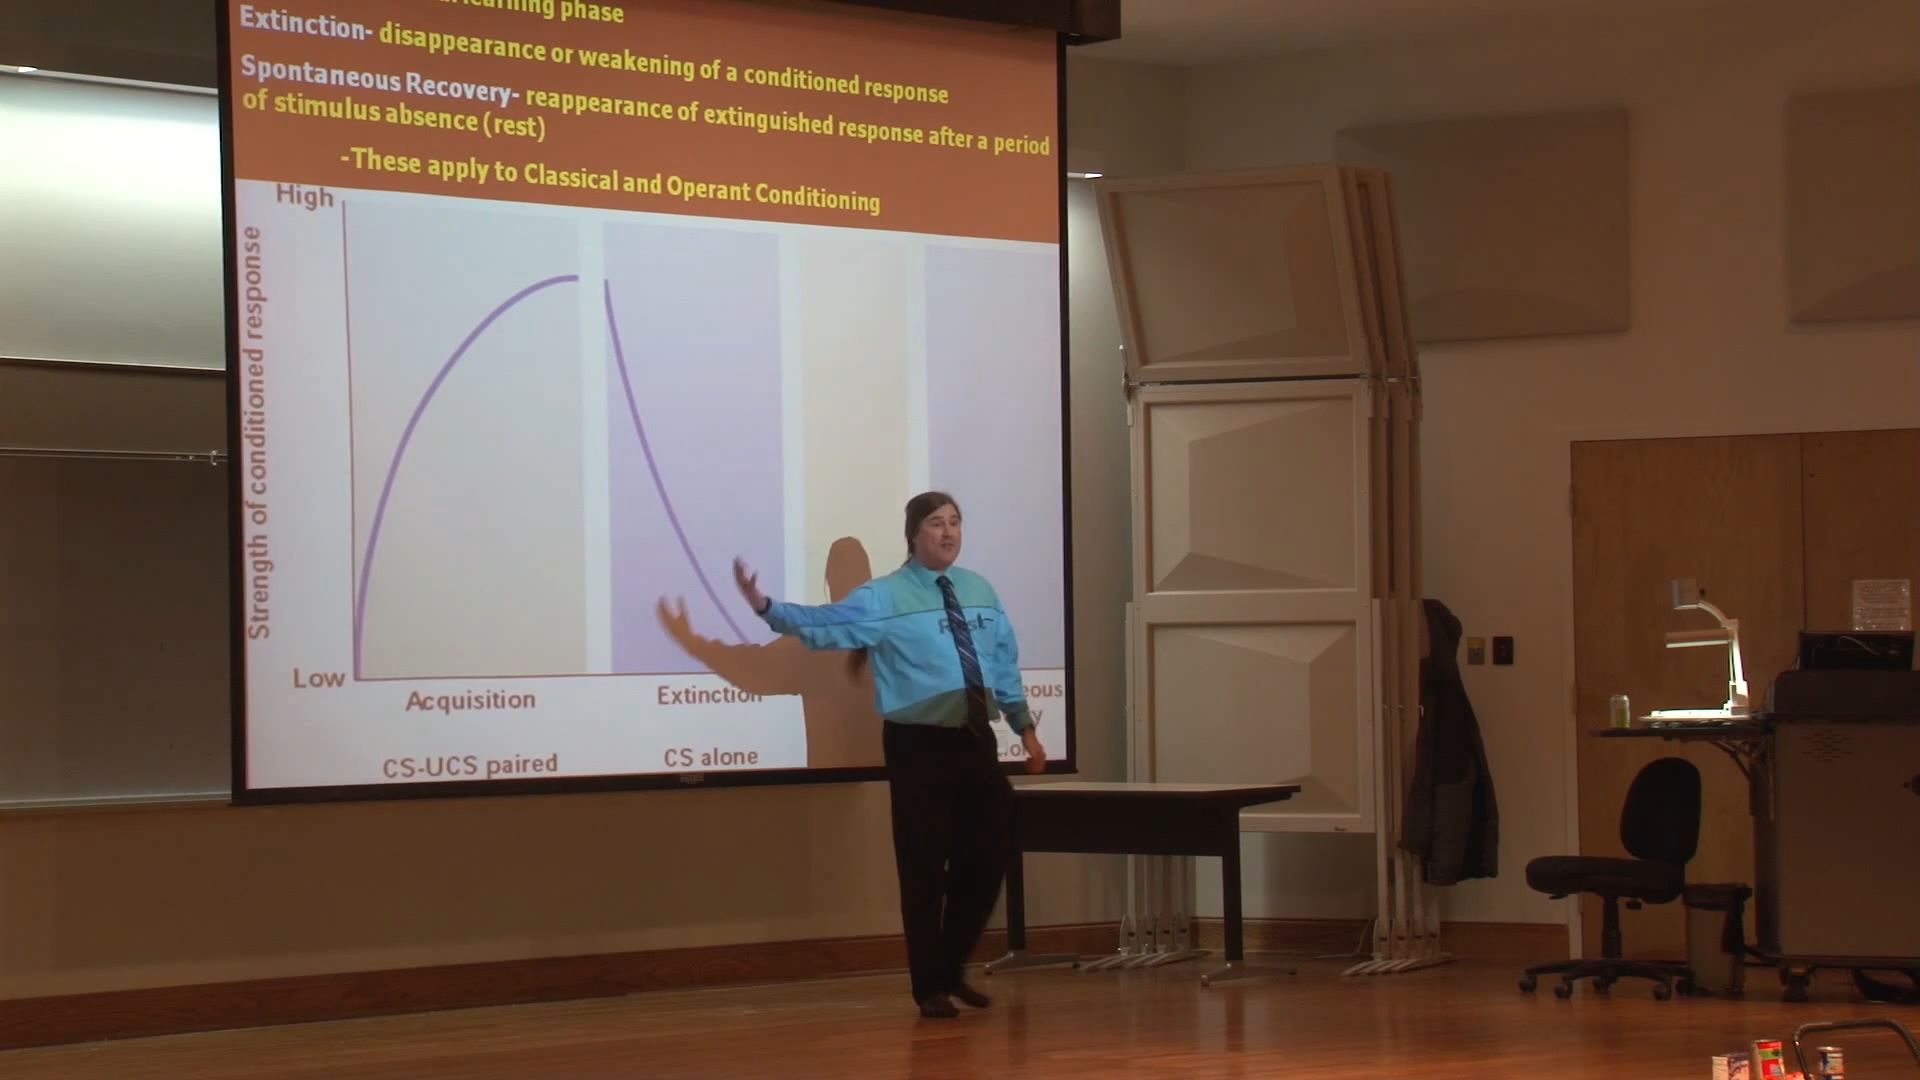 learning phase
Extinction- disappearance or weakening of a conditioned response
Spontaneous Recovery- reappearance of extinguished response after a period
of stimulus absence (rest)
-These apply to Classical and Operant Conditioning
High
Strength of conditioned response
Low
Acquisition
Extinction
Rest
CS-UCS paired
CS alone